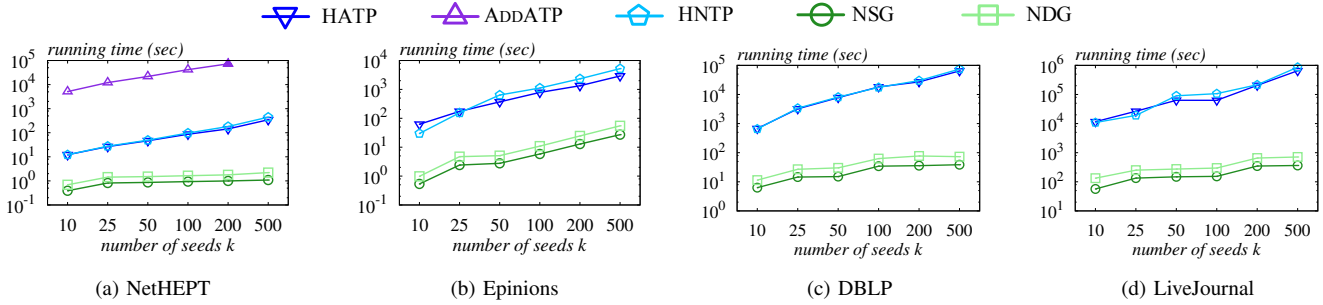 HATP ADDATP HNTP NSG NDG
running time (sec)
10^5
10^4
10^3
10^2
10^1
10^0
10^-1
10 25 50 100 200 500
number of seeds k
(a) NetHEPT
running time (sec)
10^4
10^3
10^2
10^1
10^0
10^-1
10 25 50 100 200 500
number of seeds k
(b) Epinions
running time (sec)
10^5
10^4
10^3
10^2
10^1
10^0
10 25 50 100 200 500
number of seeds k
(c) DBLP
running time (sec)
10^6
10^5
10^4
10^3
10^2
10^1
10 25 50 100 200 500
number of seeds k
(d) LiveJournal